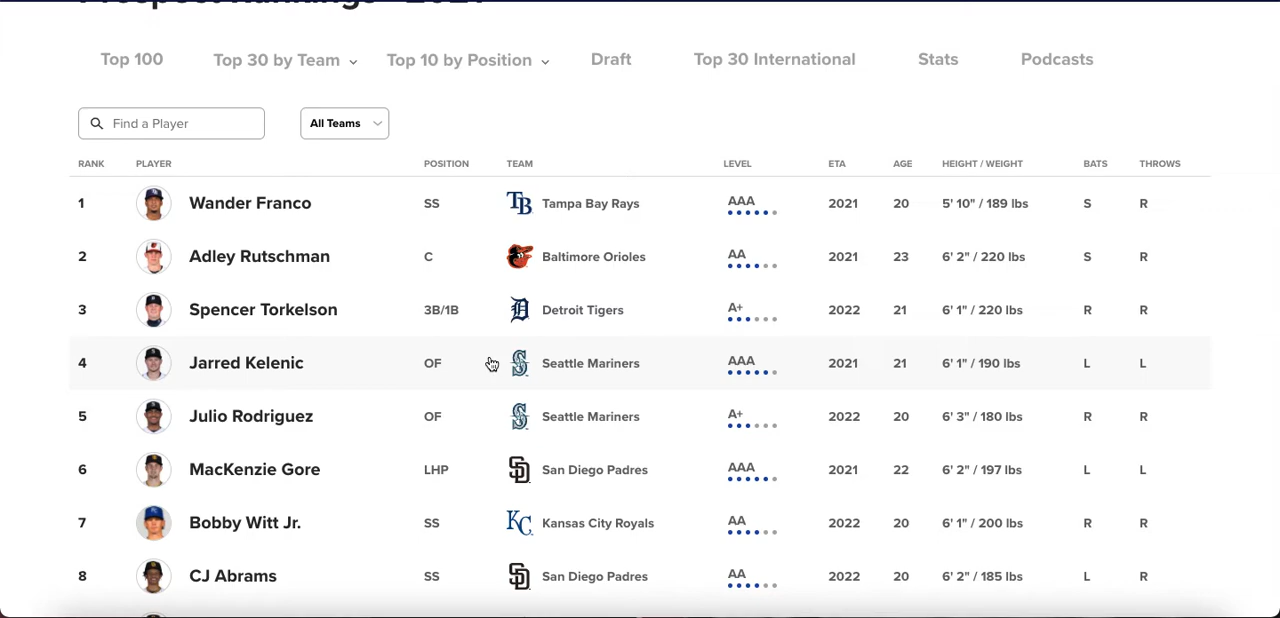 Prospect Rankings - 2021
Top 100 Top 30 by Team Top 10 by Position Draft Top 30 International Stats Podcasts
Find a Player All Teams
RANK PLAYER POSITION TEAM LEVEL ETA AGE HEIGHT / WEIGHT BATS THROWS
1 Wander Franco SS TB Tampa Bay Rays AAA 2021 20 5' 10" / 189 lbs S R
2 Adley Rutschman C Baltimore Orioles AA 2021 23 6' 2" / 220 lbs S R
3 Spencer Torkelson 3B/1B D Detroit Tigers A+ 2022 21 6' 1" / 220 lbs R R
4 Jarred Kelenic OF S Seattle Mariners AAA 2021 21 6' 1" / 190 lbs L L
5 Julio Rodriguez OF S Seattle Mariners A+ 2022 20 6' 3" / 180 lbs R R
6 MacKenzie Gore LHP SD San Diego Padres AAA 2021 22 6' 2" / 197 lbs L L
7 Bobby Witt Jr. SS KC Kansas City Royals AA 2022 20 6' 1" / 200 lbs R R
8 CJ Abrams SS SD San Diego Padres AA 2022 20 6' 2" / 185 lbs L R